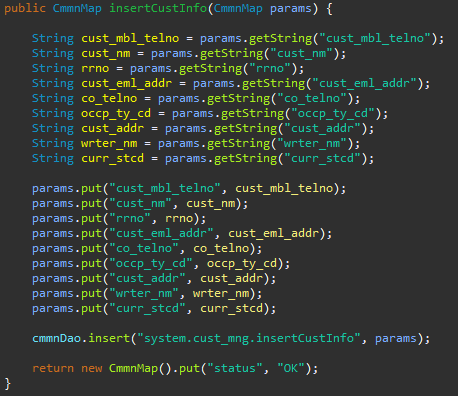 public CmmnMap insertCustInfo(CmmnMap params) {
String cust_mbl_telno = params.getString("cust_mbl_telno");
String cust_nm = params.getString("cust_nm");
String rrno = params.getString("rrno");
String cust_eml_addr = params.getString("cust_eml_addr");
String co_telno = params.getString("co_telno");
String occp_ty_cd = params.getString("occp_ty_cd");
String cust_addr = params.getString("cust_addr");
String wrter_nm = params.getString("wrter_nm");
String curr_stcd = params.getString("curr_stcd");
params.put("cust_mbl_telno", cust_mbl_telno);
params.put("cust_nm", cust_nm);
params.put("rrno", rrno);
params.put("cust_eml_addr", cust_eml_addr);
params.put("co_telno", co_telno);
params.put("occp_ty_cd", occp_ty_cd);
params.put("cust_addr", cust_addr);
params.put("wrter_nm", wrter_nm);
params.put("curr_stcd", curr_stcd);
cmmnDao.insert("system.cust_mng.insertCustInfo", params);
return new CmmnMap().put("status", "OK");
}